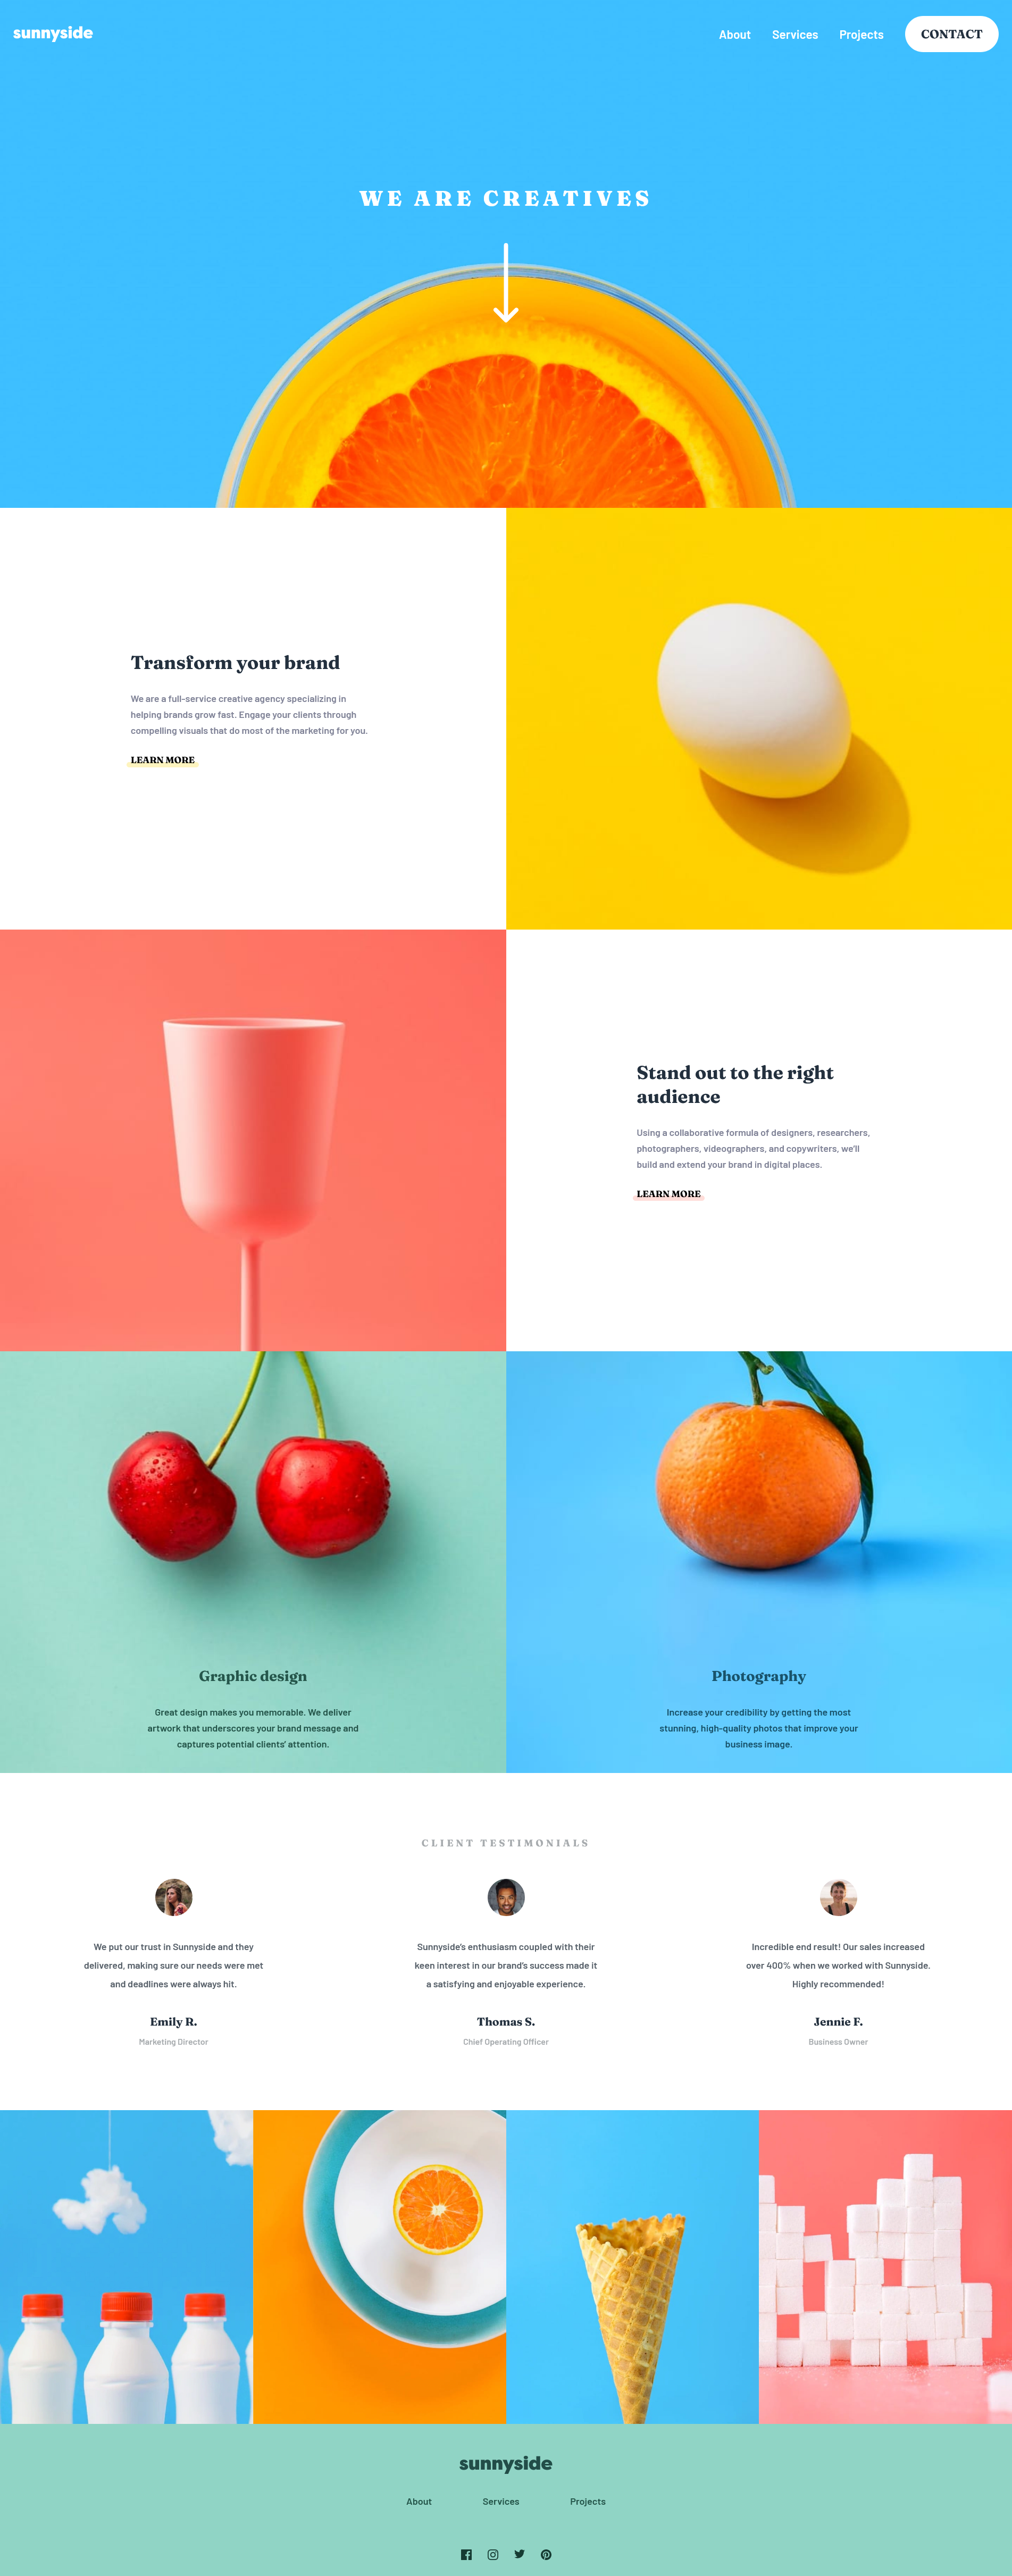 sunnyside
About Services Projects CONTACT
WE ARE CREATIVES
Transform your brand
We are a full-service creative agency specializing in
helping brands grow fast. Engage your clients through
compelling visuals that do most of the marketing for you.
LEARN MORE
Stand out to the right
audience
Using a collaborative formula of designers, researchers,
photographers, videographers, and copywriters, we'll
build and extend your brand in digital places.
LEARN MORE
Graphic design
Great design makes you memorable. We deliver
artwork that underscores your brand message and
captures potential clients' attention.
Photography
Increase your credibility by getting the most
stunning, high-quality photos that improve your
business image.
CLIENT TESTIMONIALS
We put our trust in Sunnyside and they
delivered, making sure our needs were met
and deadlines were always hit.
Emily R.
Marketing Director
Sunnyside's enthusiasm coupled with their
keen interest in our brand's success made it
a satisfying and enjoyable experience.
Thomas S.
Chief Operating Officer
Incredible end result! Our sales increased
over 400% when we worked with Sunnyside.
Highly recommended!
Jennie F.
Business Owner
sunnyside
About Services Projects